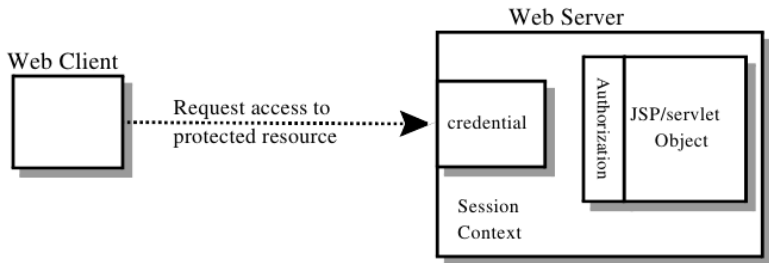 Web Server
Web Client
Request access to
protected resource
credential
Authorization
JSP/servlet
Object
Session
Context